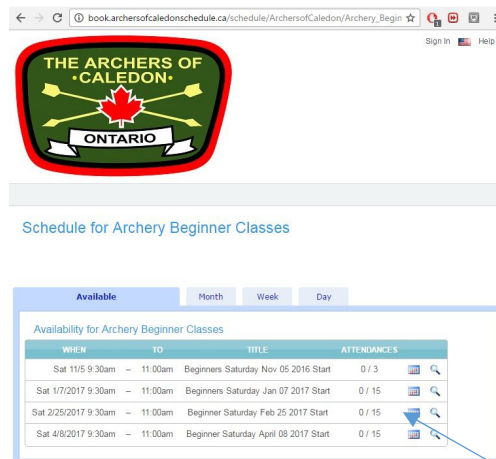 book.archersofcaledonschedule.ca/schedule/ArchersofCaledon/Archery_Begin
Sign In Help
THE ARCHERS OF
•CALEDON•
ONTARIO
Schedule for Archery Beginner Classes
Available Month Week Day
Availability for Archery Beginner Classes
WHEN TO TITLE ATTENDANCES
Sat 11/5 9:30am – 11:00am Beginners Saturday Nov 05 2016 Start 0 / 3
Sat 1/7/2017 9:30am – 11:00am Beginners Saturday Jan 07 2017 Start 0 / 15
Sat 2/25/2017 9:30am – 11:00am Beginner Saturday Feb 25 2017 Start 0 / 15
Sat 4/8/2017 9:30am – 11:00am Beginner Saturday April 08 2017 Start 0 / 15